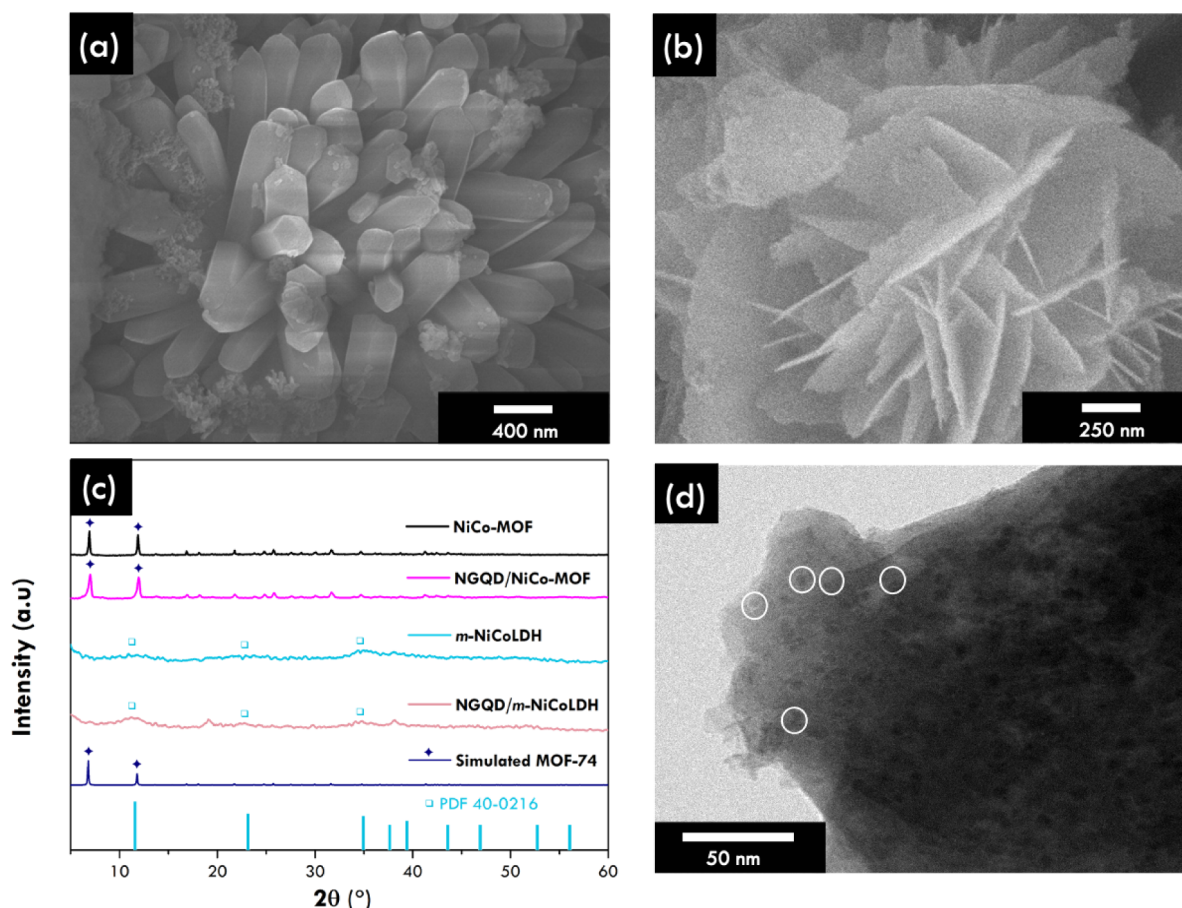 (a)
400 nm
(b)
250 nm
(c)
NiCo-MOF
NGQD/NiCo-MOF
m-NiCoLDH
NGQD/m-NiCoLDH
Simulated MOF-74
PDF 40-0216
Intensity (a.u)
10 20 30 40 50 60
2θ (°)
(d)
50 nm